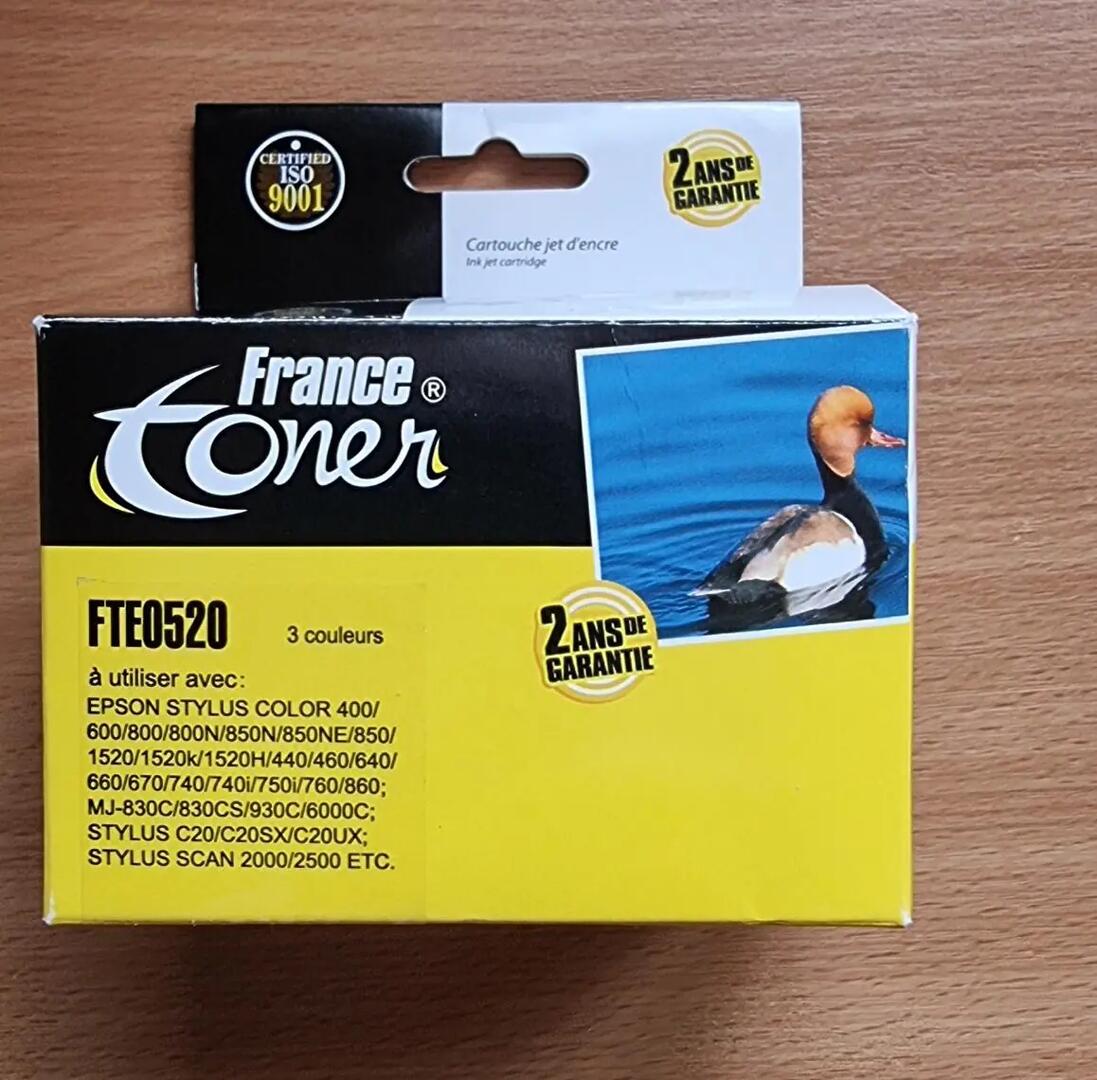 CERTIFIED
ISO
9001
2 ANS DE
GARANTIE
Cartouche jet d'encre
Ink jet cartridge
France ®
toner
FTE0520 3 couleurs
à utiliser avec:
EPSON STYLUS COLOR 400/
600/800/800N/850N/850NE/850/
1520/1520k/1520H/440/460/640/
660/670/740/740i/750i/760/860;
MJ-830C/830CS/930C/6000C;
STYLUS C20/C20SX/C20UX;
STYLUS SCAN 2000/2500 ETC.
2 ANS DE
GARANTIE